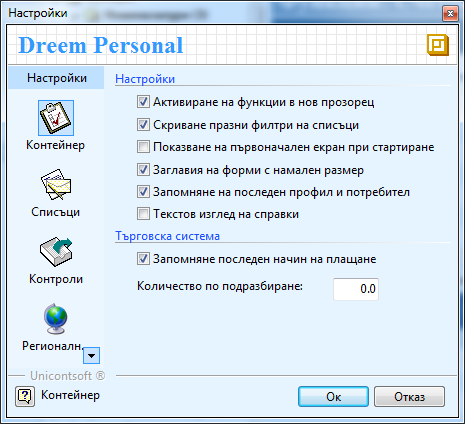 Настройки
Dreem Personal
Настройки
Контейнер
Списъци
Контроли
Регионалн.
Настройки
Активиране на функции в нов прозорец
Скриване празни филтри на списъци
Показване на първоначален екран при стартиране
Заглавия на форми с намален размер
Запомняне на последен профил и потребител
Текстов изглед на справки
Търговска система
Запомняне последен начин на плащане
Количество по подразбиране:
0.0
Unicontsoft ®
Контейнер
Ок
Отказ